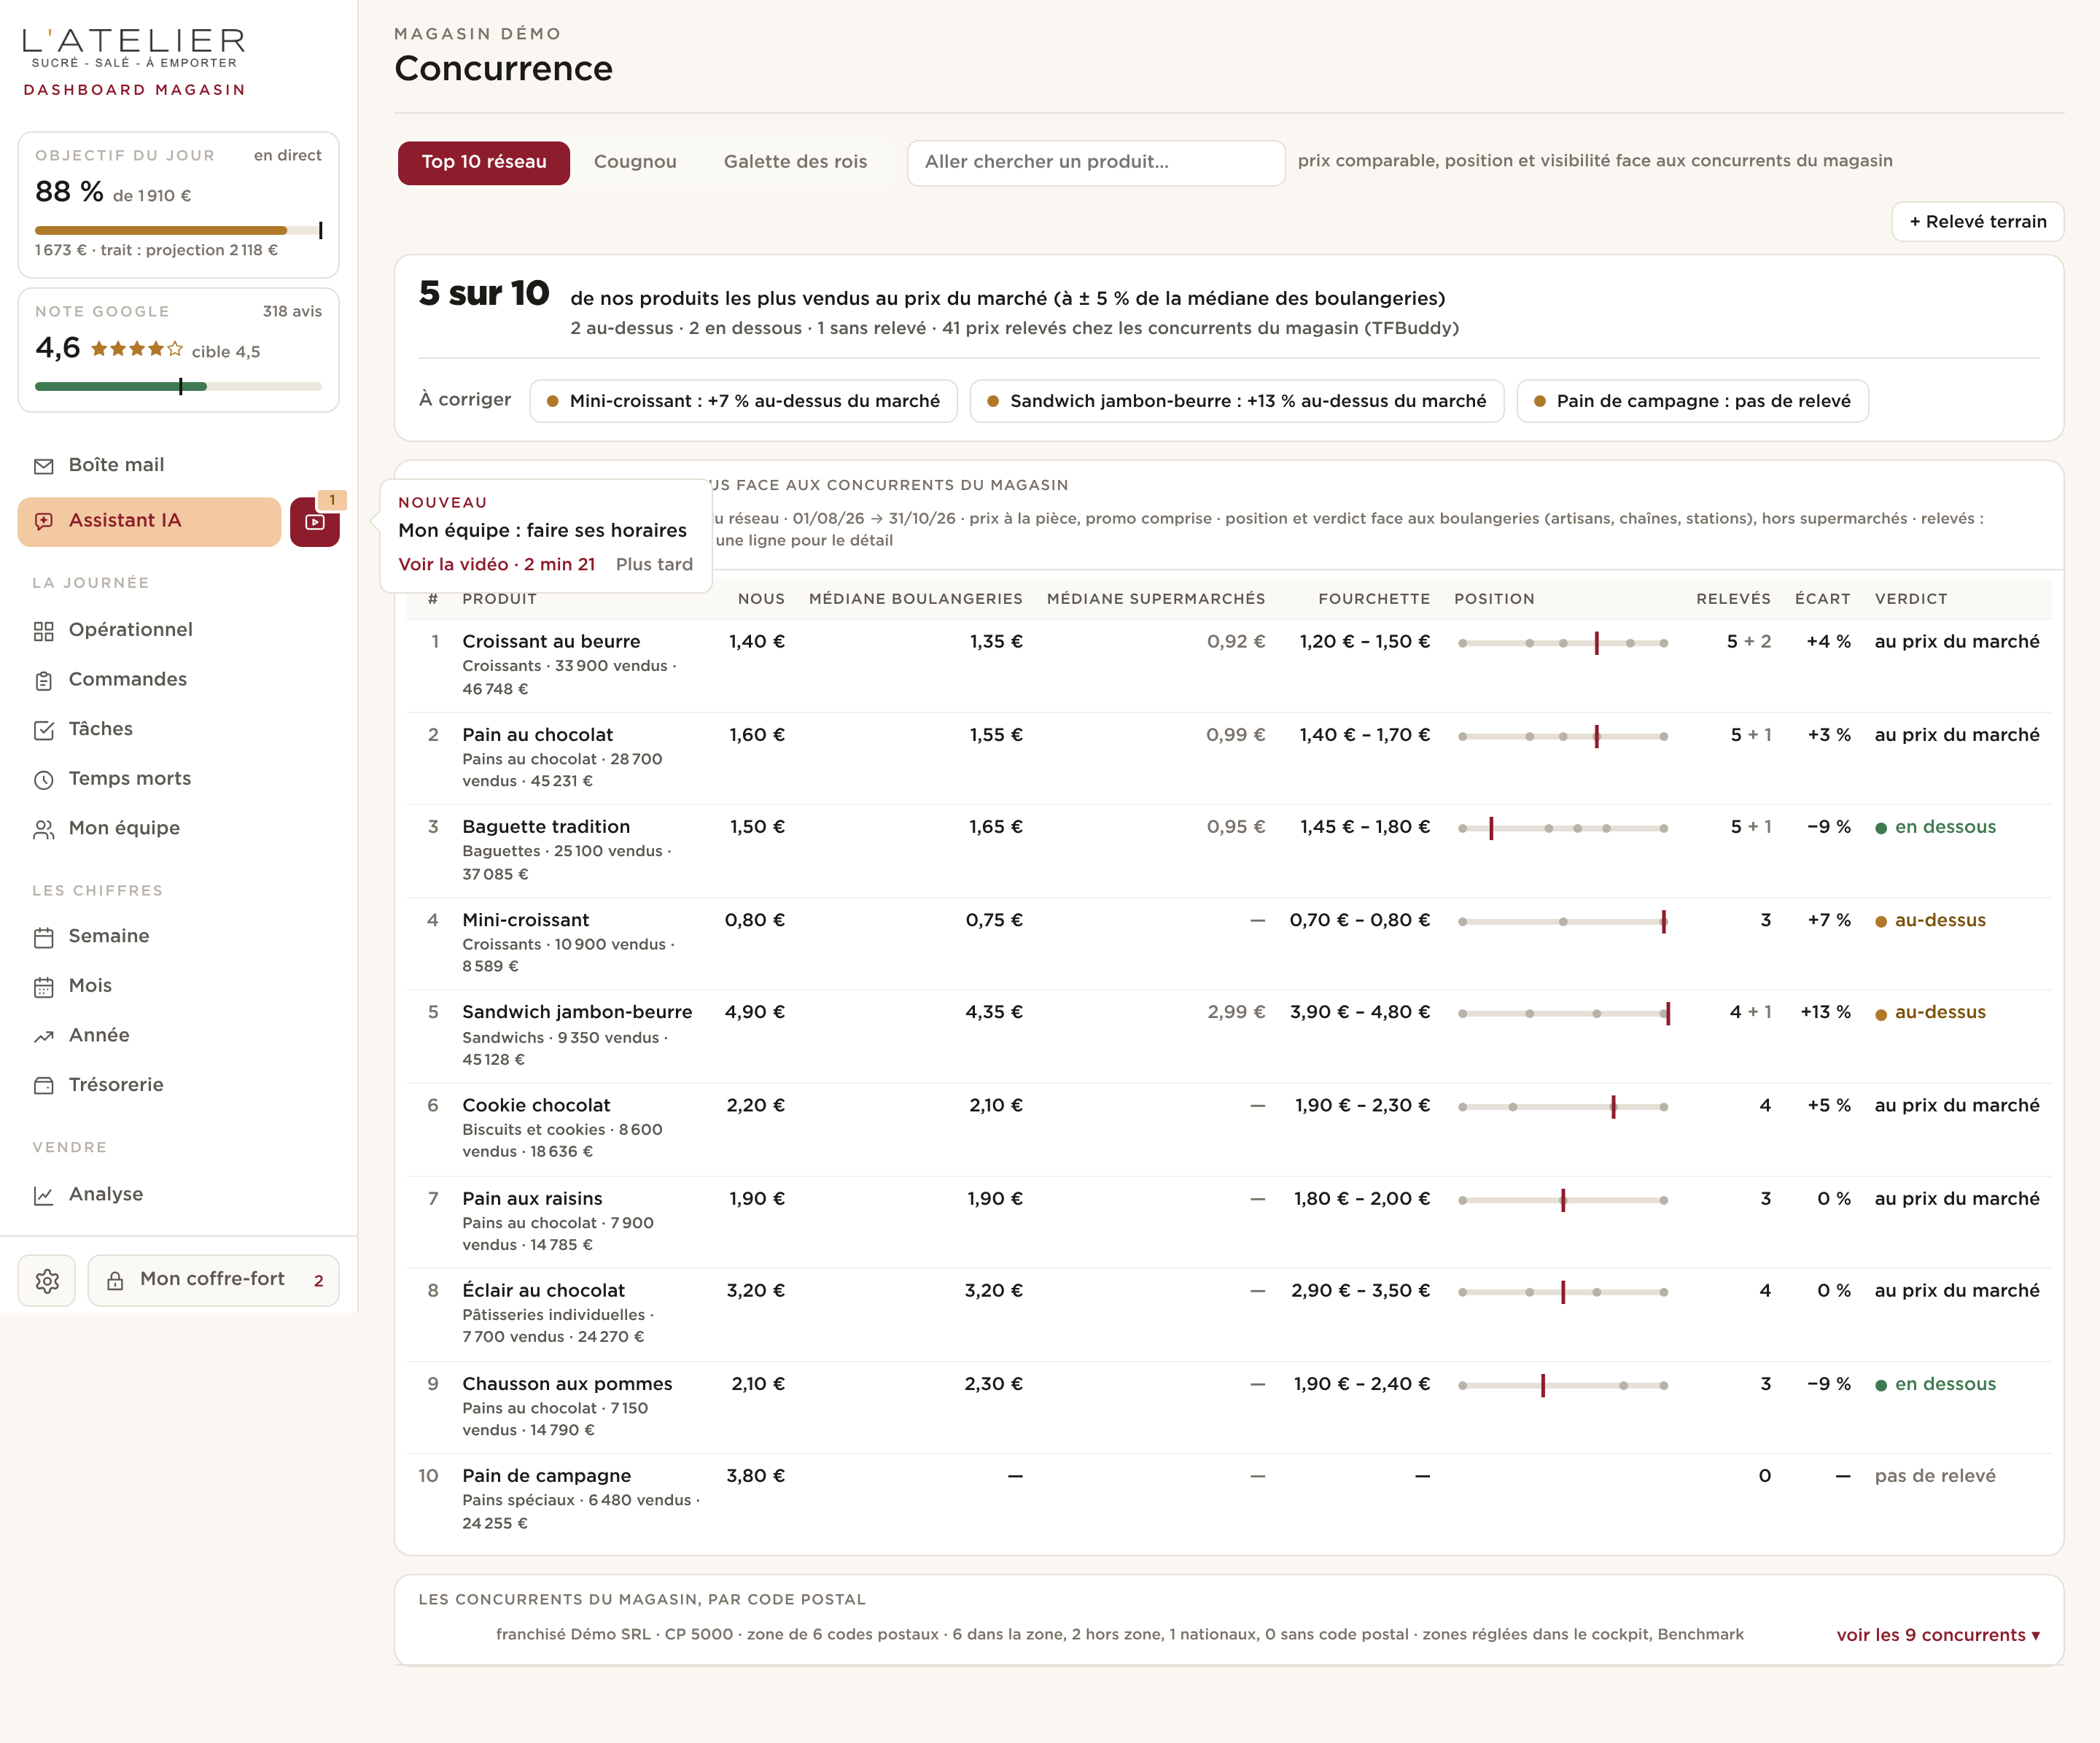 L'ATELIER
SUCRÉ - SALÉ - À EMPORTER
DASHBOARD MAGASIN
OBJECTIF DU JOUR en direct
88 % de 1 910 €
1 673 € · trait : projection 2 118 €
NOTE GOOGLE 318 avis
4,6 ★★★★☆ cible 4,5
Boîte mail
Assistant IA 1
LA JOURNÉE
Opérationnel
Commandes
Tâches
Temps morts
Mon équipe
LES CHIFFRES
Semaine
Mois
Année
Trésorerie
VENDRE
Analyse
Mon coffre-fort 2
MAGASIN DÉMO
Concurrence
Top 10 réseau Cougnou Galette des rois Aller chercher un produit... prix comparable, position et visibilité face aux concurrents du magasin
+ Relevé terrain
5 sur 10 de nos produits les plus vendus au prix du marché (à ± 5 % de la médiane des boulangeries)
2 au-dessus · 2 en dessous · 1 sans relevé · 41 prix relevés chez les concurrents du magasin (TFBuddy)
À corriger Mini-croissant : +7 % au-dessus du marché Sandwich jambon-beurre : +13 % au-dessus du marché Pain de campagne : pas de relevé
NOUVEAU
Mon équipe : faire ses horaires
Voir la vidéo · 2 min 21 Plus tard
US FACE AUX CONCURRENTS DU MAGASIN
u réseau · 01/08/26 → 31/10/26 · prix à la pièce, promo comprise · position et verdict face aux boulangeries (artisans, chaînes, stations), hors supermarchés · relevés :
une ligne pour le détail
# PRODUIT NOUS MÉDIANE BOULANGERIES MÉDIANE SUPERMARCHÉS FOURCHETTE POSITION RELEVÉS ÉCART VERDICT
1 Croissant au beurre 1,40 € 1,35 € 0,92 € 1,20 € – 1,50 € 5 + 2 +4 % au prix du marché
Croissants · 33 900 vendus ·
46 748 €
2 Pain au chocolat 1,60 € 1,55 € 0,99 € 1,40 € – 1,70 € 5 + 1 +3 % au prix du marché
Pains au chocolat · 28 700
vendus · 45 231 €
3 Baguette tradition 1,50 € 1,65 € 0,95 € 1,45 € – 1,80 € 5 + 1 −9 % en dessous
Baguettes · 25 100 vendus ·
37 085 €
4 Mini-croissant 0,80 € 0,75 € — 0,70 € – 0,80 € 3 +7 % au-dessus
Croissants · 10 900 vendus ·
8 589 €
5 Sandwich jambon-beurre 4,90 € 4,35 € 2,99 € 3,90 € – 4,80 € 4 + 1 +13 % au-dessus
Sandwichs · 9 350 vendus ·
45 128 €
6 Cookie chocolat 2,20 € 2,10 € — 1,90 € – 2,30 € 4 +5 % au prix du marché
Biscuits et cookies · 8 600
vendus · 18 636 €
7 Pain aux raisins 1,90 € 1,90 € — 1,80 € – 2,00 € 3 0 % au prix du marché
Pains au chocolat · 7 900
vendus · 14 785 €
8 Éclair au chocolat 3,20 € 3,20 € — 2,90 € – 3,50 € 4 0 % au prix du marché
Pâtisseries individuelles ·
7 700 vendus · 24 270 €
9 Chausson aux pommes 2,10 € 2,30 € — 1,90 € – 2,40 € 3 −9 % en dessous
Pains au chocolat · 7 150
vendus · 14 790 €
10 Pain de campagne 3,80 € — — — 0 — pas de relevé
Pains spéciaux · 6 480 vendus ·
24 255 €
LES CONCURRENTS DU MAGASIN, PAR CODE POSTAL
franchisé Démo SRL · CP 5000 · zone de 6 codes postaux · 6 dans la zone, 2 hors zone, 1 nationaux, 0 sans code postal · zones réglées dans le cockpit, Benchmark voir les 9 concurrents ▾